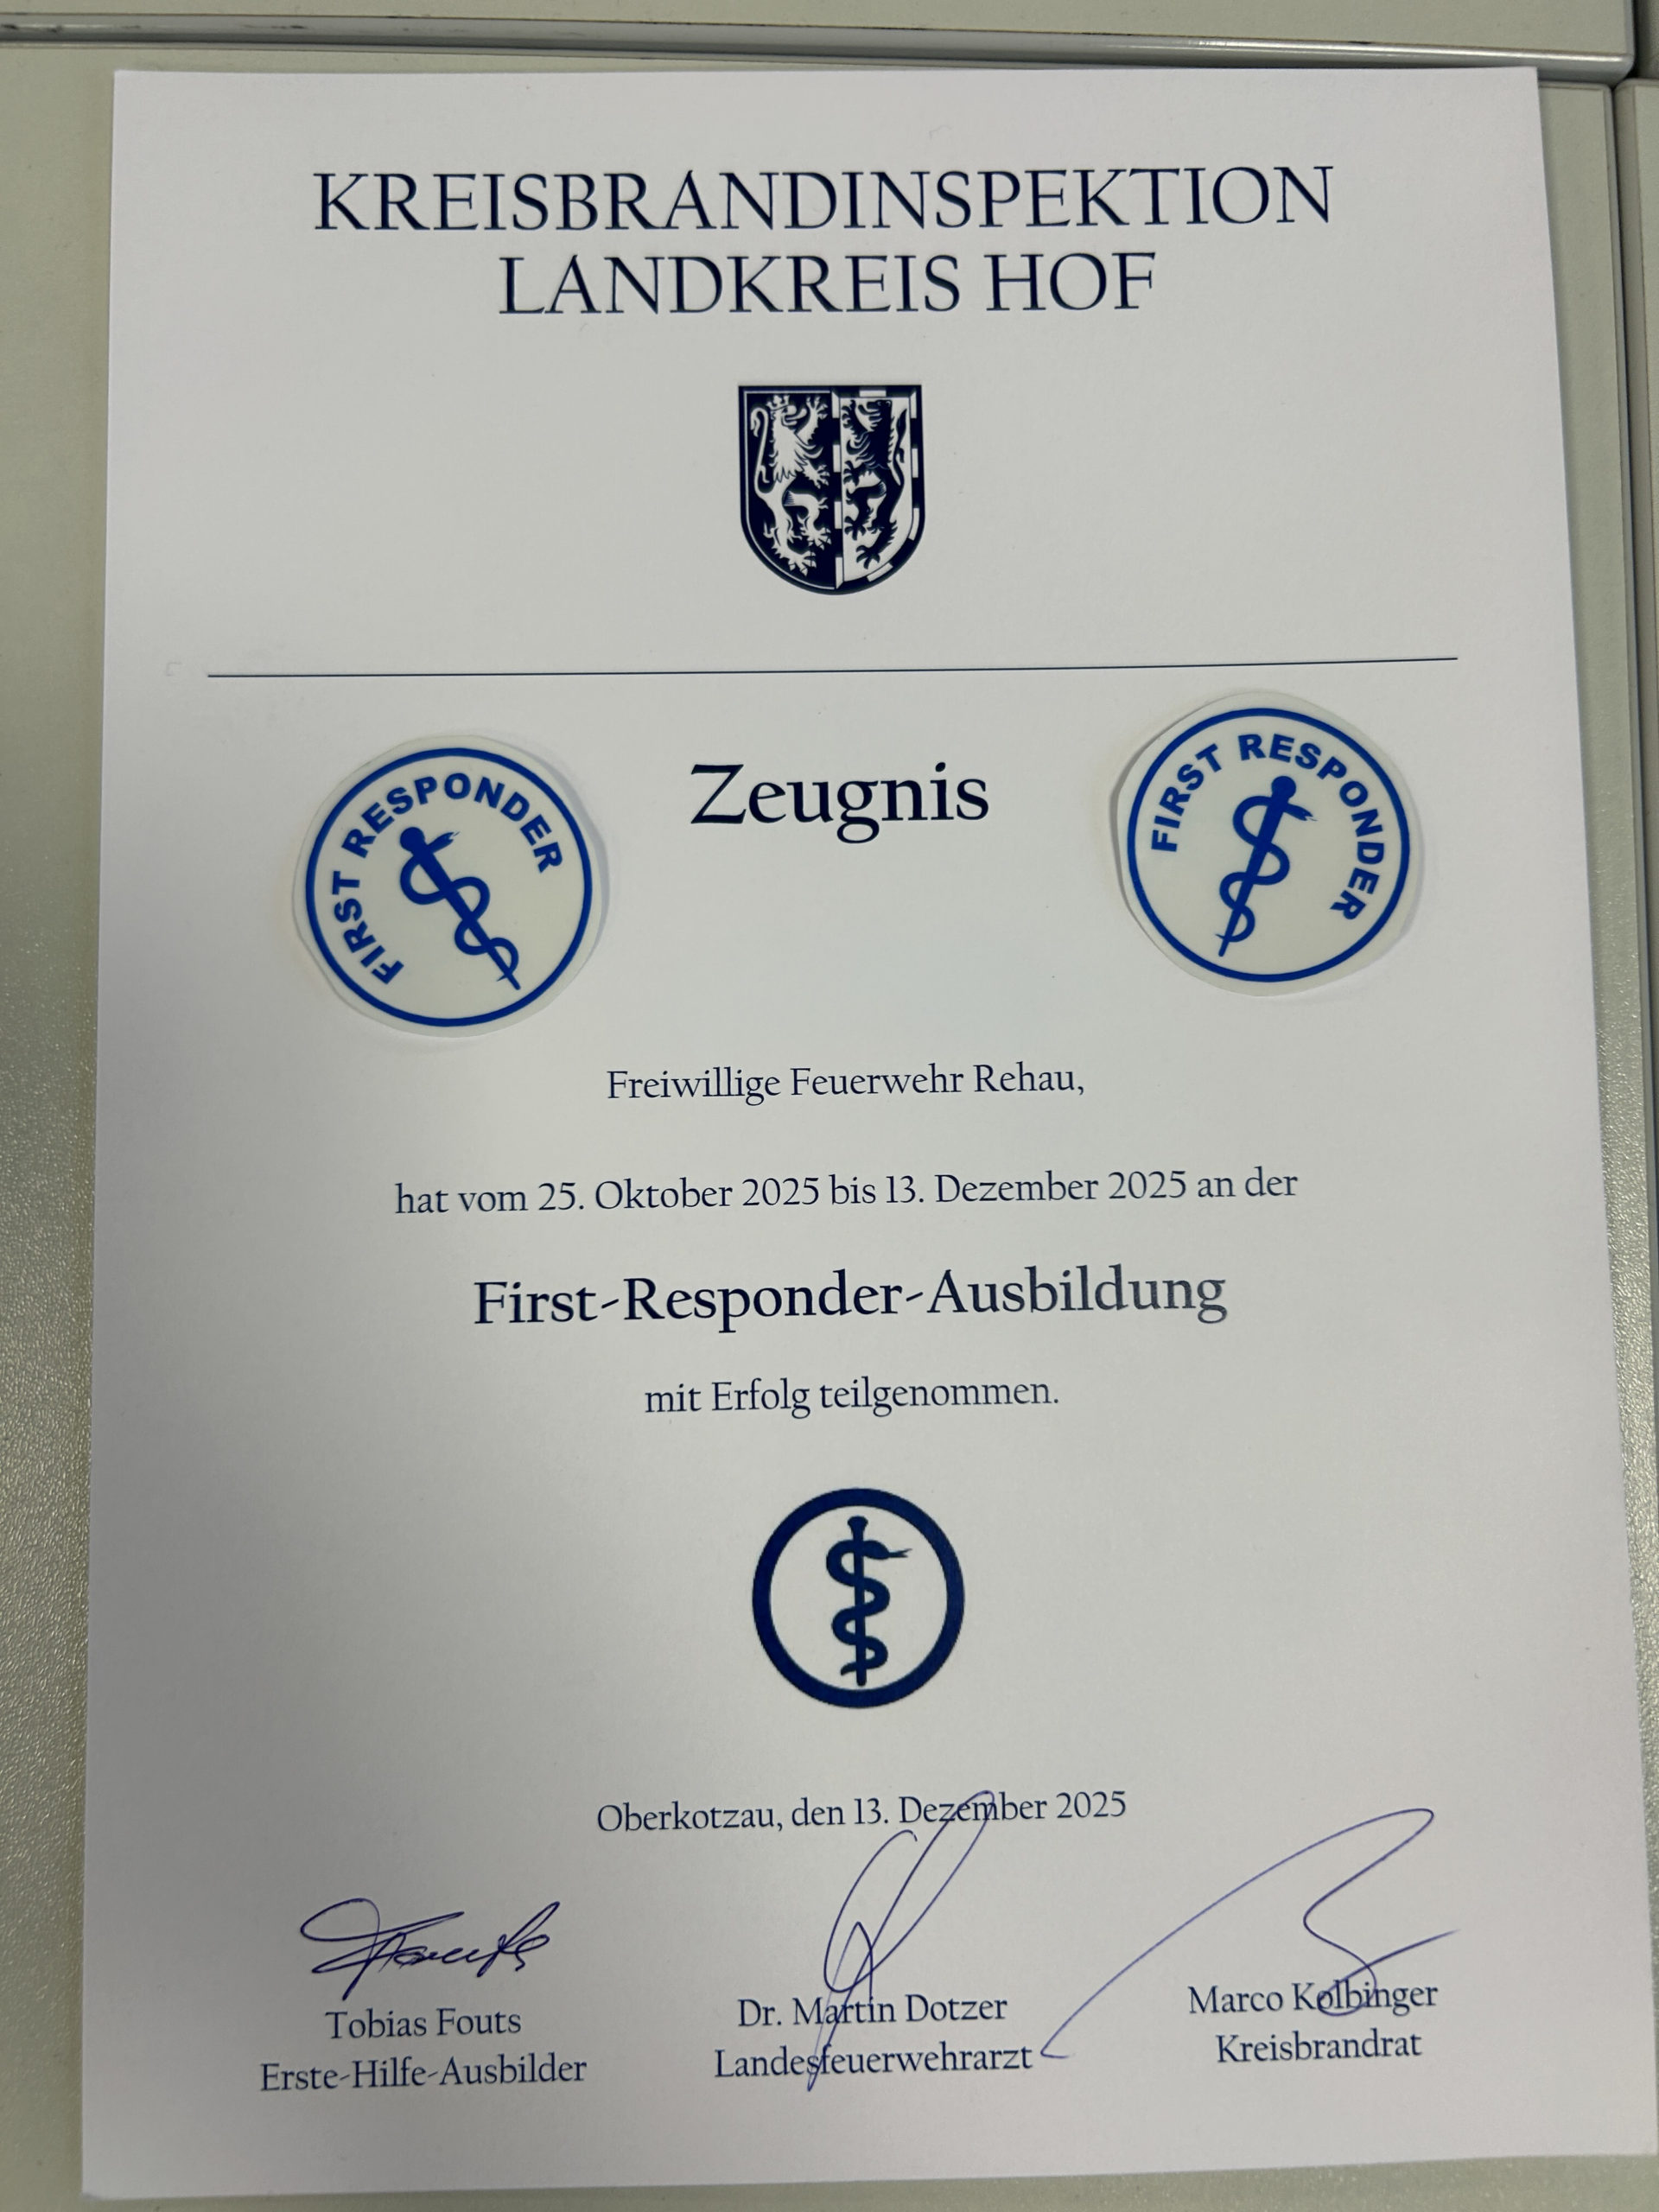 KREISBRANDINSPEKTION
LANDKREIS HOF
FIRST RESPONDER
Zeugnis
FIRST RESPONDER
Freiwillige Feuerwehr Rehau,
hat vom 25. Oktober 2025 bis 13. Dezember 2025 an der
First-Responder-Ausbildung
mit Erfolg teilgenommen.
Oberkotzau, den 13. Dezember 2025
Tobias Fouts
Erste-Hilfe-Ausbilder
Dr. Martin Dotzer
Landesfeuerwehrarzt
Marco Kolbinger
Kreisbrandrat